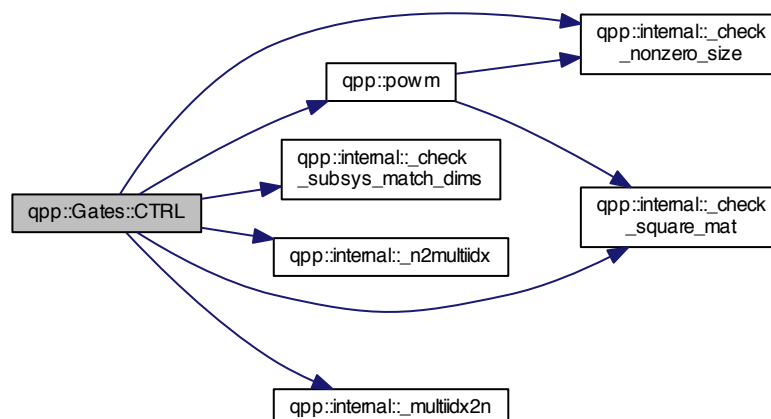 qpp::internal::_check
_nonzero_size
qpp::powm
qpp::internal::_check
_subsys_match_dims
qpp::Gates::CTRL
qpp::internal::_check
_square_mat
qpp::internal::_n2multiidx
qpp::internal::_multiidx2n